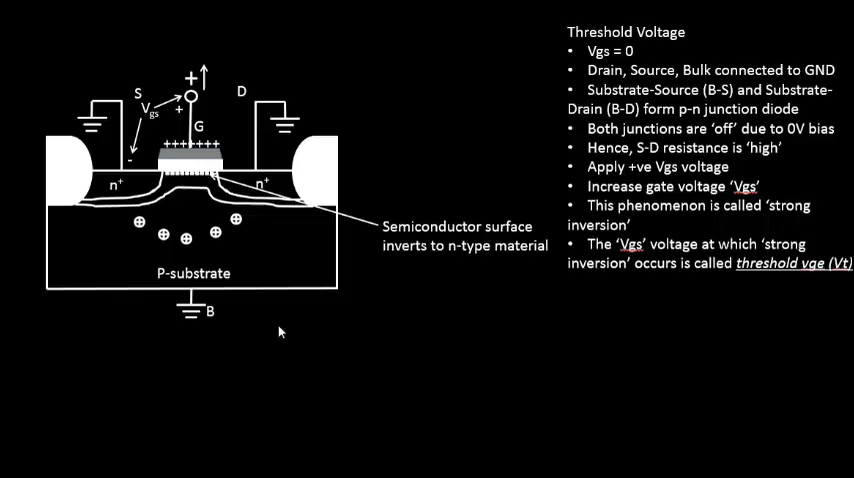 Threshold Voltage
• Vgs = 0
• Drain, Source, Bulk connected to GND
• Substrate-Source (B-S) and Substrate-
Drain (B-D) form p-n junction diode
• Both junctions are ‘off’ due to 0V bias
• Hence, S-D resistance is ‘high’
• Apply +ve Vgs voltage
• Increase gate voltage ‘Vgs’
• This phenomenon is called ‘strong
inversion’
• The ‘Vgs’ voltage at which ‘strong
inversion’ occurs is called threshold vge (Vt)
+
S
D
Vgs
+
G
+++++++
-
n+
n+
Semiconductor surface
inverts to n-type material
P-substrate
B